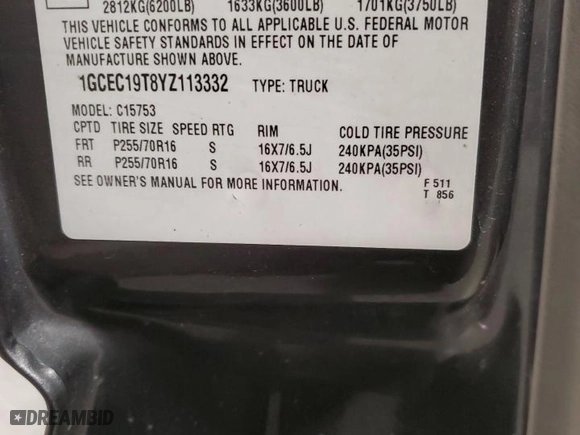 2812KG(6200LB) 1633KG(3600LB) 1701KG(3750LB)
THIS VEHICLE CONFORMS TO ALL APPLICABLE U.S. FEDERAL MOTOR
VEHICLE SAFETY STANDARDS IN EFFECT ON THE DATE OF
MANUFACTURE SHOWN ABOVE.
1GCEC19T8YZ113332 TYPE: TRUCK
MODEL: C15753
CPTD TIRE SIZE SPEED RTG RIM COLD TIRE PRESSURE
FRT P255/70R16 S 16X7/6.5J 240KPA(35PSI)
RR P255/70R16 S 16X7/6.5J 240KPA(35PSI)
SEE OWNER'S MANUAL FOR MORE INFORMATION.
F 511
T 856
DREAMBID